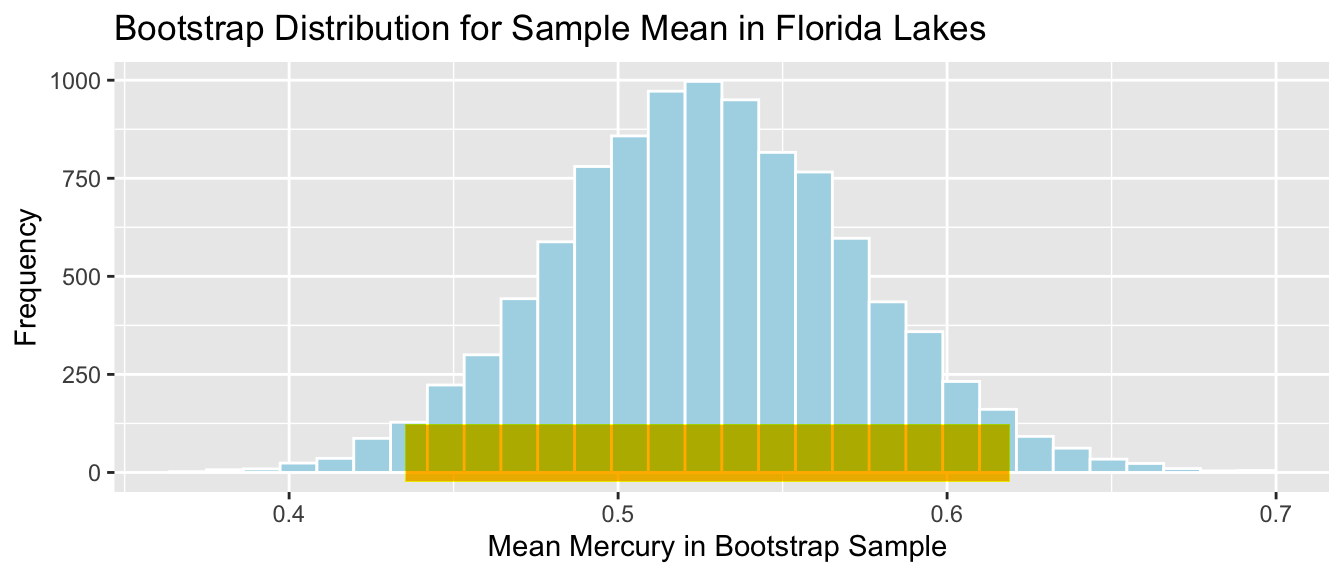 Bootstrap Distribution for Sample Mean in Florida Lakes
Frequency
1000
750
500
250
0
0.4 0.5 0.6 0.7
Mean Mercury in Bootstrap Sample